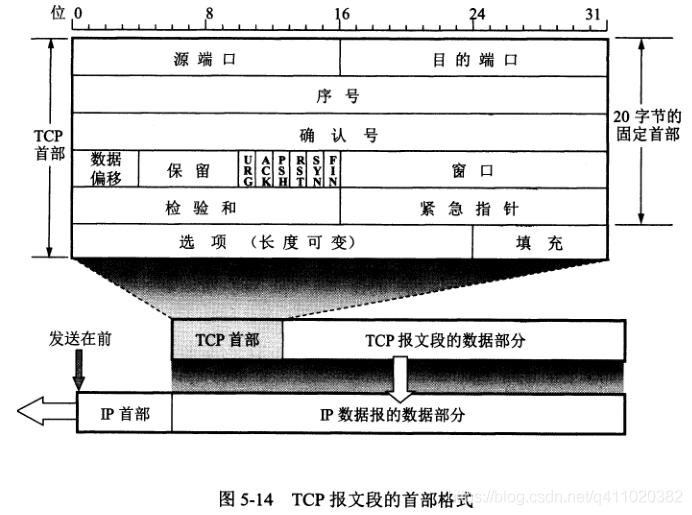 位 0 8 16 24 31
源端口 目的端口
序号
TCP 首部
确认号
20 字节的固定首部
数据偏移 保留 URG ACK PSH RST SYN FIN 窗口
检验和 紧急指针
选项 (长度可变) 填充
发送在前
TCP 首部 TCP 报文段的数据部分
IP 首部 IP 数据报的数据部分
图 5-14 TCP 报文段的首部格式
https://blog.csdn.net/q411020382